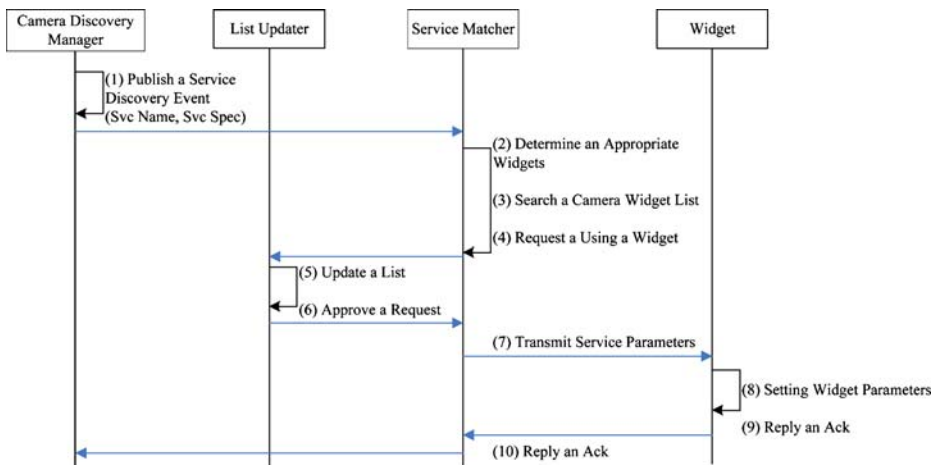 Camera Discovery
Manager
List Updater
Service Matcher
Widget
(1) Publish a Service
Discovery Event
(Svc Name, Svc Spec)
(2) Determine an Appropriate
Widgets
(3) Search a Camera Widget List
(4) Request a Using a Widget
(5) Update a List
(6) Approve a Request
(7) Transmit Service Parameters
(8) Setting Widget Parameters
(9) Reply an Ack
(10) Reply an Ack